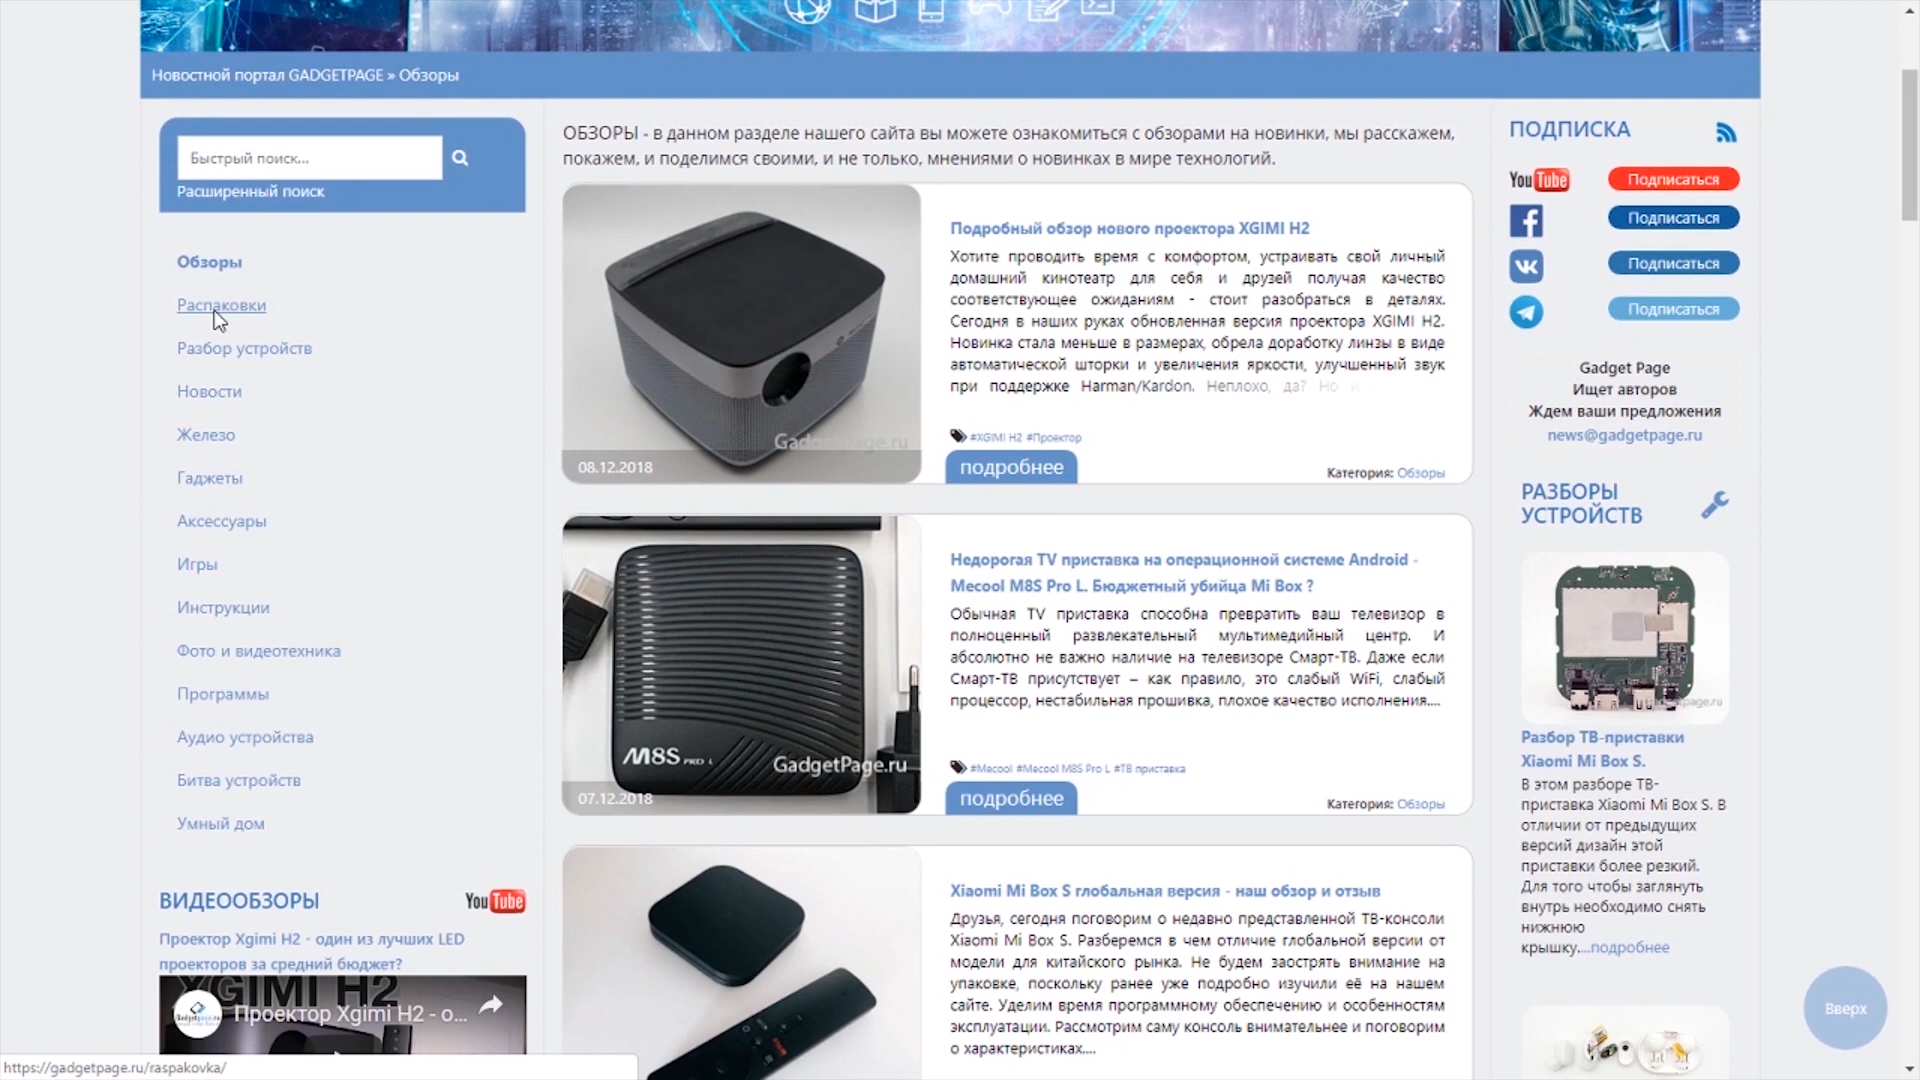 Новостной портал GADGETPAGE » Обзоры
Быстрый поиск...
Расширенный поиск
Обзоры
Распаковки
Разбор устройств
Новости
Железо
Гаджеты
Аксессуары
Игры
Инструкции
Фото и видеотехника
Программы
Аудио устройства
Битва устройств
Умный дом
ВИДЕООБЗОРЫ
YouTube
Проектор Xgimi H2 - один из лучших LED
проекторов за средний бюджет?
XGIMI H2
Проектор Xgimi H2 - о...
ОБЗОРЫ - в данном разделе нашего сайта вы можете ознакомиться с обзорами на новинки, мы расскажем,
покажем, и поделимся своими, и не только, мнениями о новинках в мире технологий.
GadgetPage.ru
08.12.2018
Подробный обзор нового проектора XGIMI H2
Хотите проводить время с комфортом, устраивать свой личный
домашний кинотеатр для себя и друзей получая качество
соответствующее ожиданиям - стоит разобраться в деталях.
Сегодня в наших руках обновленная версия проектора XGIMI H2.
Новинка стала меньше в размерах, обрела доработку линзы в виде
автоматической шторки и увеличения яркости, улучшенный звук
при поддержке Harman/Kardon. Неплохо, да? Но
#XGIMI H2 #Проектор
подробнее
Категория: Обзоры
M8S PRO L
GadgetPage.ru
07.12.2018
Недорогая TV приставка на операционной системе Android -
Mecool M8S Pro L. Бюджетный убийца Mi Box ?
Обычная TV приставка способна превратить ваш телевизор в
полноценный развлекательный мультимедийный центр. И
абсолютно не важно наличие на телевизоре Смарт-ТВ. Даже если
Смарт-ТВ присутствует – как правило, это слабый WiFi, слабый
процессор, нестабильная прошивка, плохое качество исполнения....
#Mecool #Mecool M8S Pro L #ТВ приставка
подробнее
Категория: Обзоры
Xiaomi Mi Box S глобальная версия - наш обзор и отзыв
Друзья, сегодня поговорим о недавно представленной ТВ-консоли
Xiaomi Mi Box S. Разберемся в чем отличие глобальной версии от
модели для китайского рынка. Не будем заострять внимание на
упаковке, поскольку ранее уже подробно изучили её на нашем
сайте. Уделим время программному обеспечению и особенностям
эксплуатации. Рассмотрим саму консоль внимательнее и поговорим
о характеристиках....
ПОДПИСКА
YouTube
Подписаться
Подписаться
Подписаться
Подписаться
Gadget Page
Ищет авторов
Ждем ваши предложения
news@gadgetpage.ru
РАЗБОРЫ
УСТРОЙСТВ
Разбор ТВ-приставки
Xiaomi Mi Box S.
В этом разборе ТВ-
приставка Xiaomi Mi Box S. В
отличии от предыдущих
версий дизайн этой
приставки более резкий.
Для того чтобы заглянуть
внутрь необходимо снять
нижнюю
крышку....подробнее
Вверх
https://gadgetpage.ru/raspakovka/